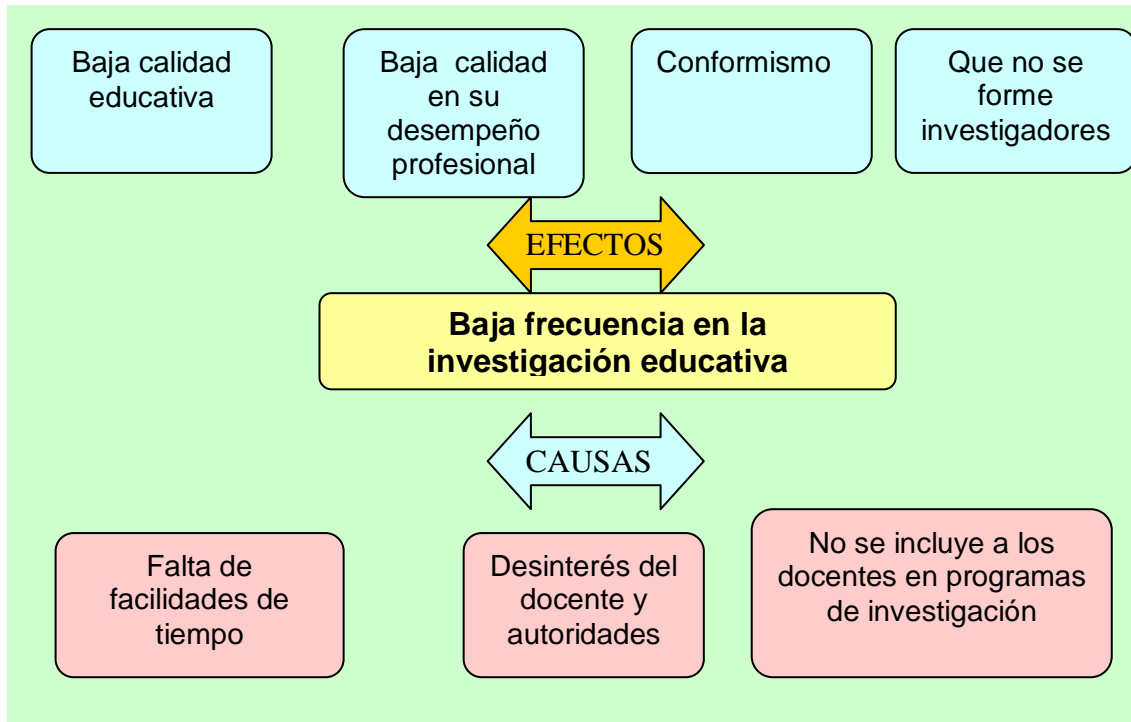 Baja calidad
educativa
Baja calidad
en su
desempeño
profesional
Conformismo
Que no se
forme
investigadores
EFECTOS
Baja frecuencia en la
investigación educativa
CAUSAS
Falta de
facilidades de
tiempo
Desinterés del
docente y
autoridades
No se incluye a los
docentes en programas
de investigación